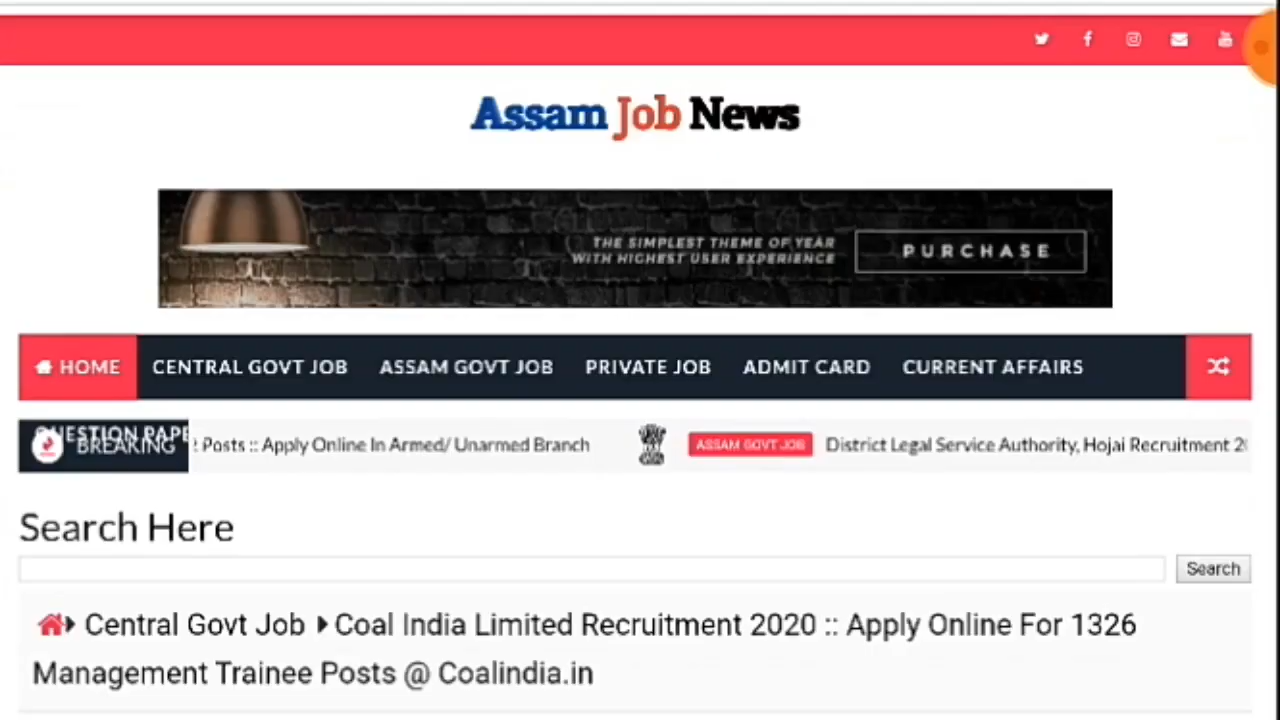 Assam Job News
THE SIMPLEST THEME OF YEAR
WITH HIGHEST USER EXPERIENCE
PURCHASE
HOME CENTRAL GOVT JOB ASSAM GOVT JOB PRIVATE JOB ADMIT CARD CURRENT AFFAIRS
QUESTION PAPE
BREAKING Posts :: Apply Online In Armed/ Unarmed Branch ASSAM GOVT JOB District Legal Service Authority, Hojai Recruitment
Search Here
Search
Central Govt Job Coal India Limited Recruitment 2020 :: Apply Online For 1326
Management Trainee Posts @ Coalindia.in